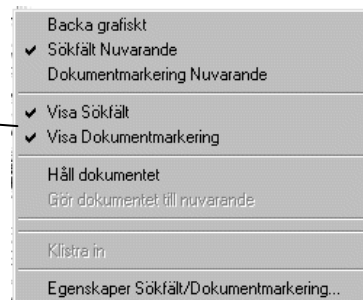 Backa grafiskt
Sökfält Nuvarande
Dokumentmarkering Nuvarande
Visa Sökfält
Visa Dokumentmarkering
Håll dokumentet
Gör dokumentet till nuvarande
Klistra in
Egenskaper Sökfält/Dokumentmarkering...